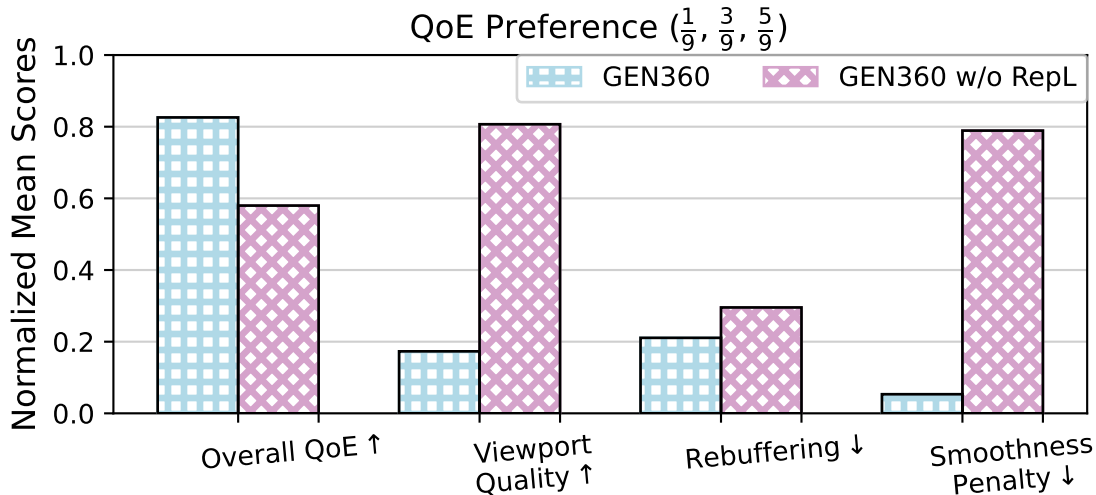 QoE Preference (1/9, 3/9, 5/9)
GEN360
GEN360 w/o RepL
Normalized Mean Scores
1.0
0.8
0.6
0.4
0.2
0.0
Overall QoE ↑
Viewport
Quality ↑
Rebuffering ↓
Smoothness
Penalty ↓